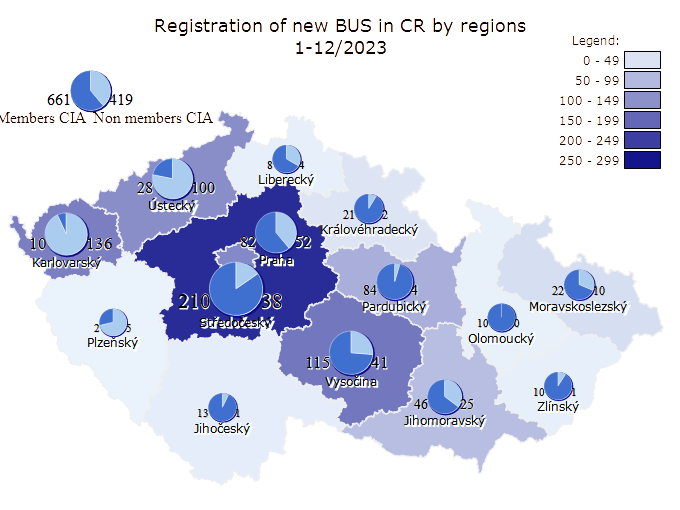 Registration of new BUS in CR by regions
1-12/2023
Legend:
0 - 49
50 - 99
100 - 149
150 - 199
200 - 249
250 - 299
661 419
Members CIA Non members CIA
8 4
Liberecký
28 100
Ústecký
21 2
Královéhradecký
10 136
Karlovarský
82 52
Praha
84 4
Pardubický
22 10
Moravskoslezský
210 38
Středočeský
2 5
Plzeňský
10 0
Olomoucký
115 41
Vysočina
46 25
Jihomoravský
10 1
Zlínský
13 1
Jihočeský